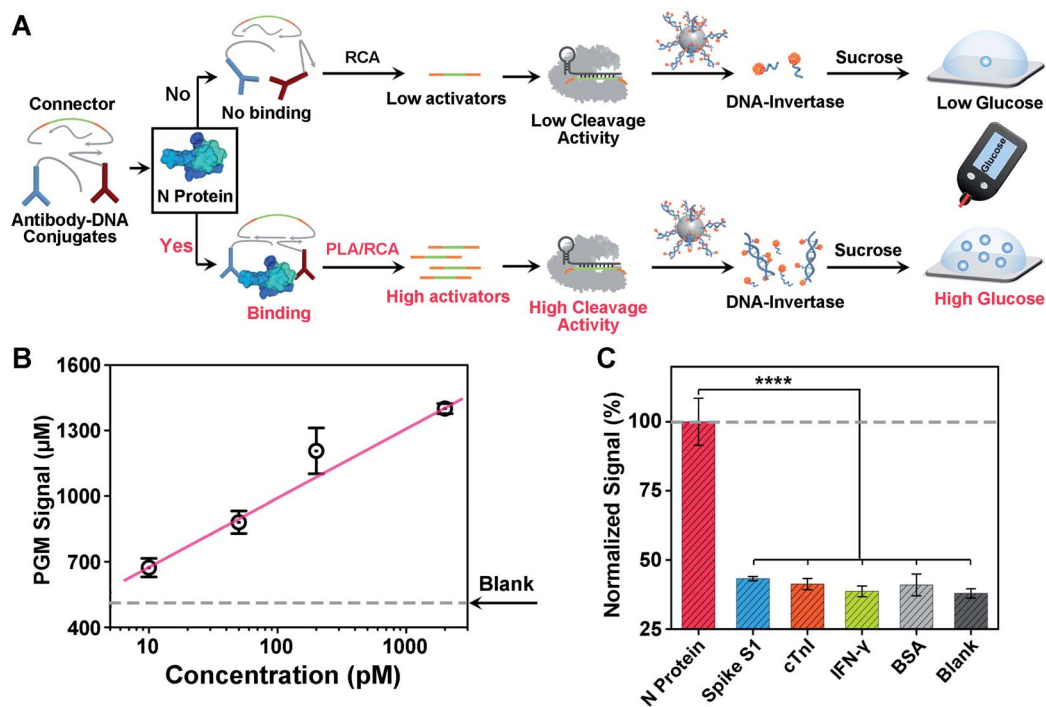 A
Connector
Antibody-DNA
Conjugates
No
N Protein
Yes
No binding
RCA
Low activators
Low Cleavage
Activity
DNA-Invertase
Sucrose
Low Glucose
Glucose
Binding
PLA/RCA
High activators
High Cleavage
Activity
DNA-Invertase
Sucrose
High Glucose
B
PGM Signal (µM)
1600
1300
1000
700
400
Blank
10
100
1000
Concentration (pM)
C
Normalized Signal (%)
100
75
50
25
****
N Protein
Spike S1
cTnI
IFN-γ
BSA
Blank